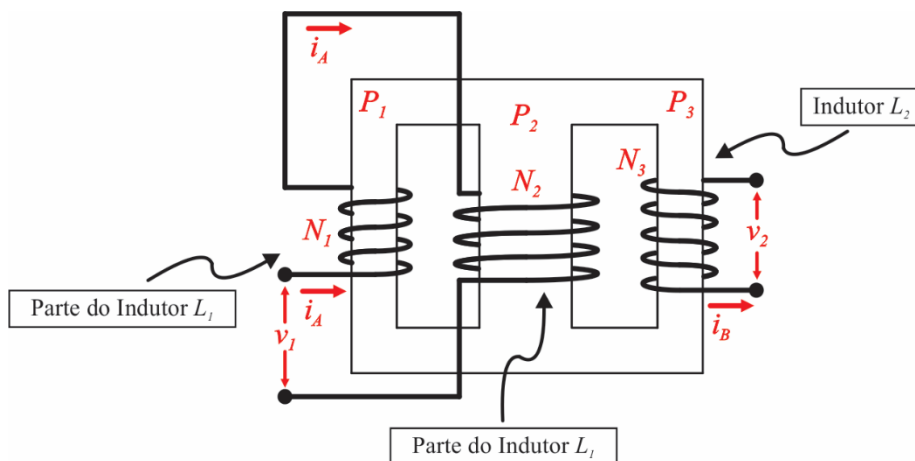 i_A
P_1
P_2
P_3
Indutor L_2
N_1
N_2
N_3
v_2
Parte do Indutor L_1
i_A
v_1
i_B
Parte do Indutor L_1